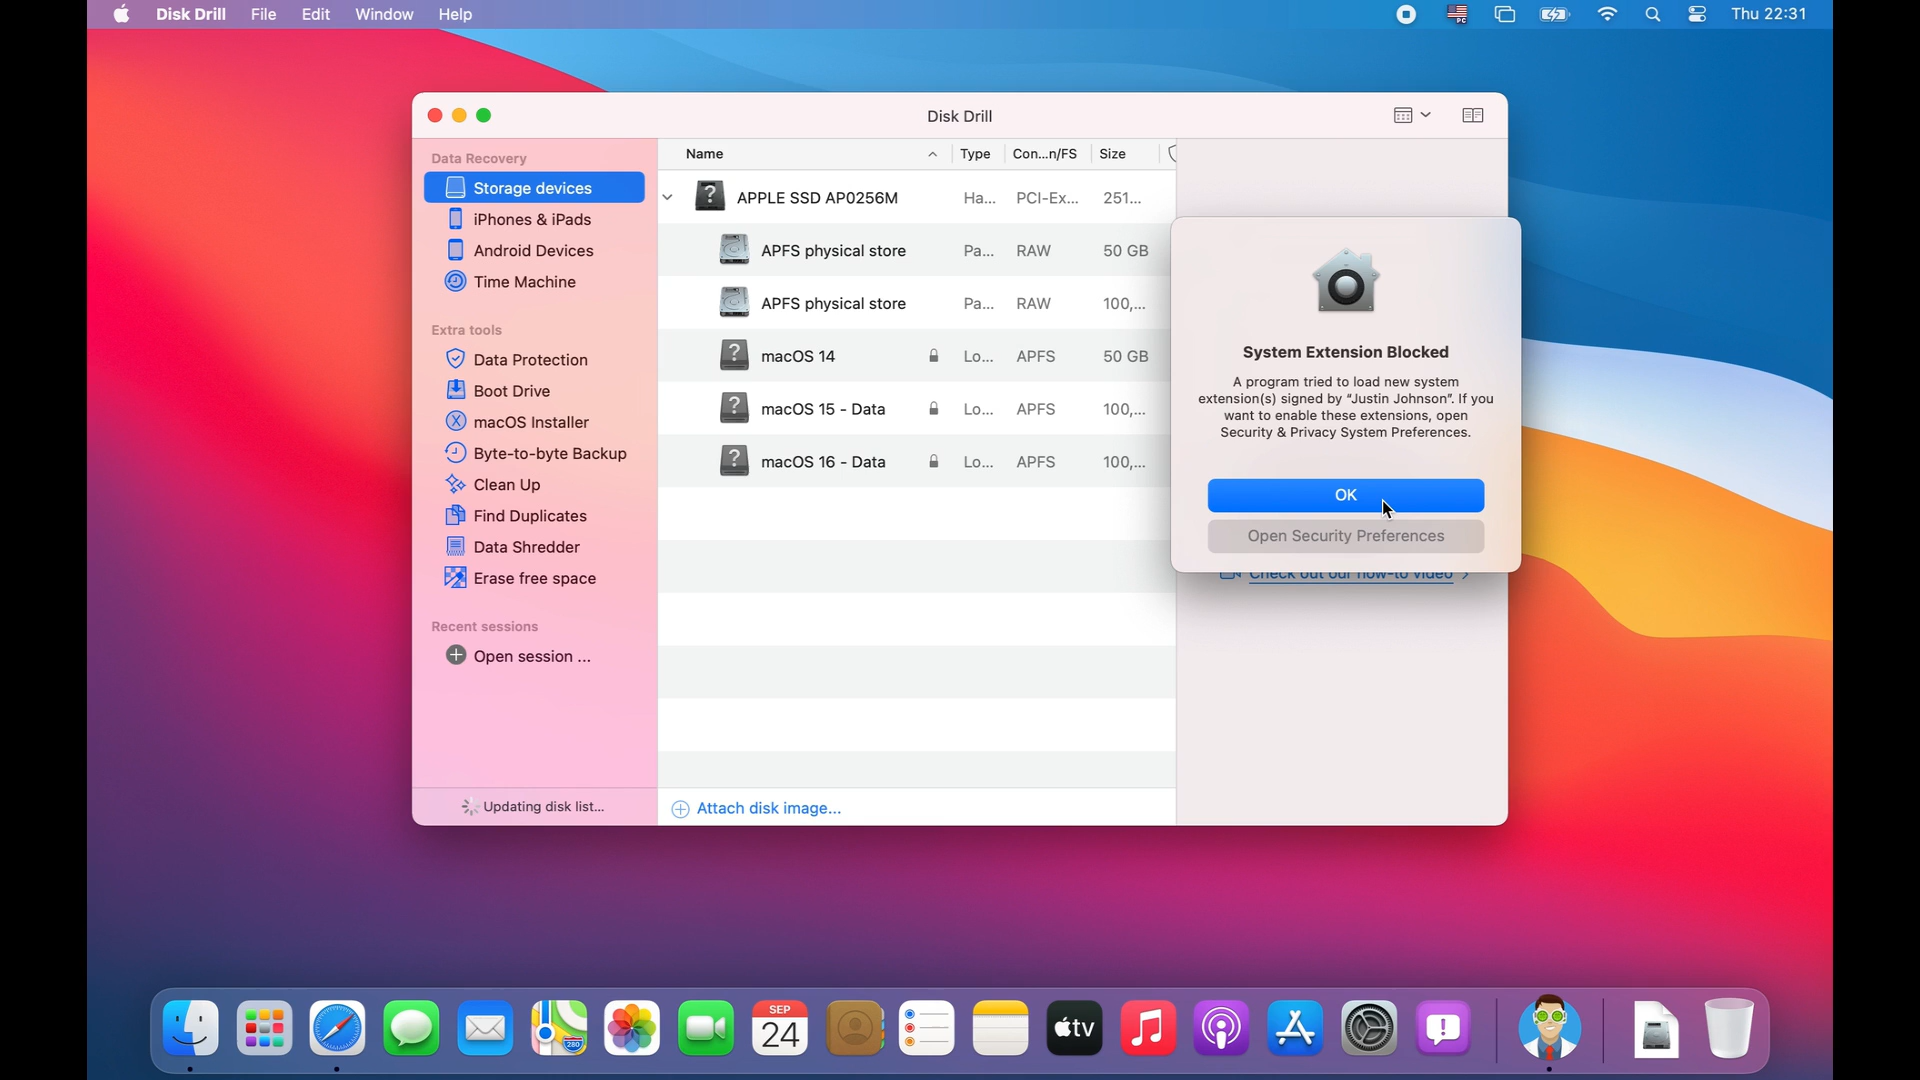 Disk Drill File Edit Window Help
Thu 22:31
Disk Drill
Data Recovery
Storage devices
iPhones & iPads
Android Devices
Time Machine
Extra tools
Data Protection
Boot Drive
macOS Installer
Byte-to-byte Backup
Clean Up
Find Duplicates
Data Shredder
Erase free space
Recent sessions
Open session ...
Updating disk list...
Name Type Con...n/FS Size
APPLE SSD AP0256M Ha... PCI-Ex... 251...
APFS physical store Pa... RAW 50 GB
APFS physical store Pa... RAW 100,...
macOS 14 Lo... APFS 50 GB
macOS 15 - Data Lo... APFS 100,...
macOS 16 - Data Lo... APFS 100,...
Attach disk image...
System Extension Blocked
A program tried to load new system
extension(s) signed by “Justin Johnson”. If you
want to enable these extensions, open
Security & Privacy System Preferences.
OK
Open Security Preferences
Check out our how-to video
280
SEP
24
tv